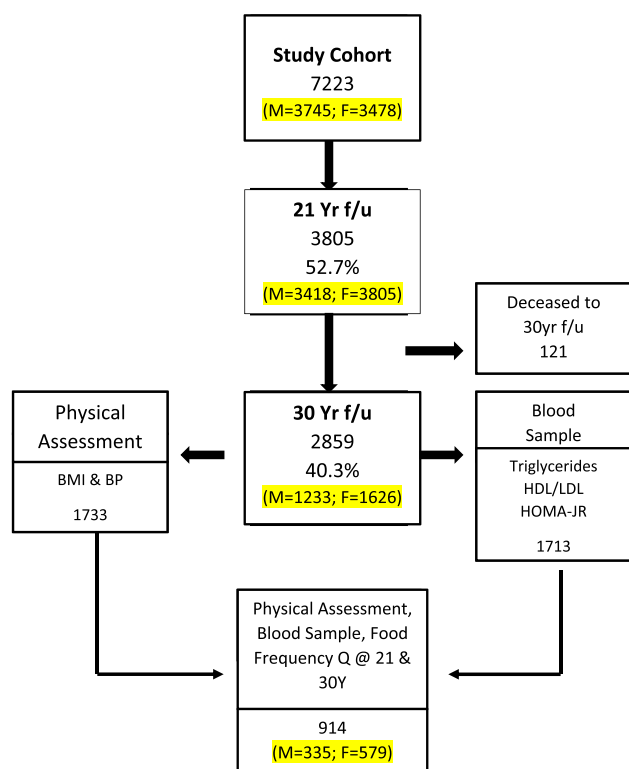 Study Cohort
7223
(M=3745; F=3478)
21 Yr f/u
3805
52.7%
(M=3418; F=3805)
Deceased to
30yr f/u
121
Physical
Assessment
BMI & BP
1733
30 Yr f/u
2859
40.3%
(M=1233; F=1626)
Blood
Sample
Triglycerides
HDL/LDL
HOMA-JR
1713
Physical Assessment,
Blood Sample, Food
Frequency Q @ 21 &
30Y
914
(M=335; F=579)